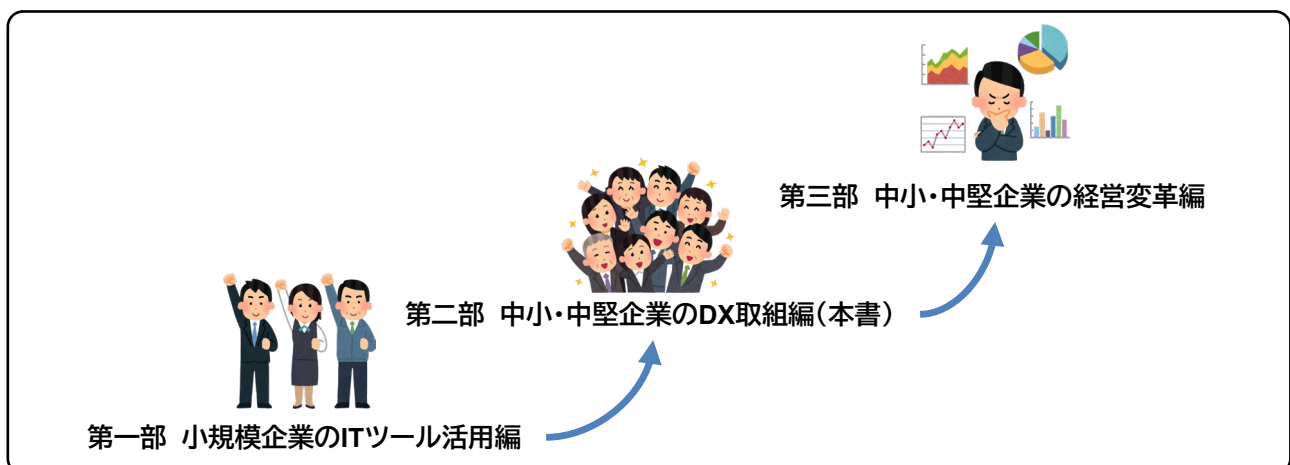 第三部 中小・中堅企業の経営変革編
第二部 中小・中堅企業のDX取組編（本書）
第一部 小規模企業のITツール活用編